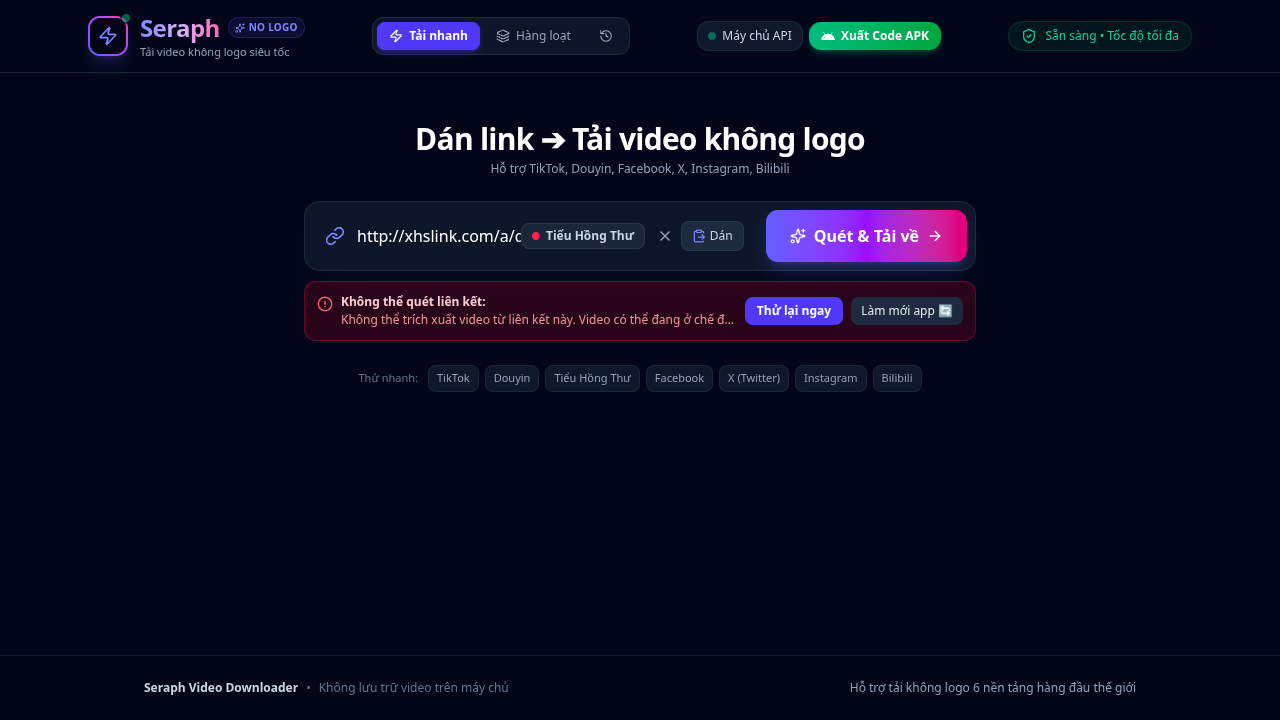 Seraph
NO LOGO
Tải video không logo siêu tốc
Tải nhanh
Hàng loạt
Máy chủ API
Xuất Code APK
Sẵn sàng • Tốc độ tối đa
Dán link ➔ Tải video không logo
Hỗ trợ TikTok, Douyin, Facebook, X, Instagram, Bilibili
http://xhslink.com/a/
Tiểu Hồng Thư
Dán
Quét & Tải về
Không thể quét liên kết:
Không thể trích xuất video từ liên kết này. Video có thể đang ở chế đ...
Thử lại ngay
Làm mới app 🔄
Thử nhanh:
TikTok
Douyin
Tiểu Hồng Thư
Facebook
X (Twitter)
Instagram
Bilibili
Seraph Video Downloader • Không lưu trữ video trên máy chủ
Hỗ trợ tải không logo 6 nền tảng hàng đầu thế giới